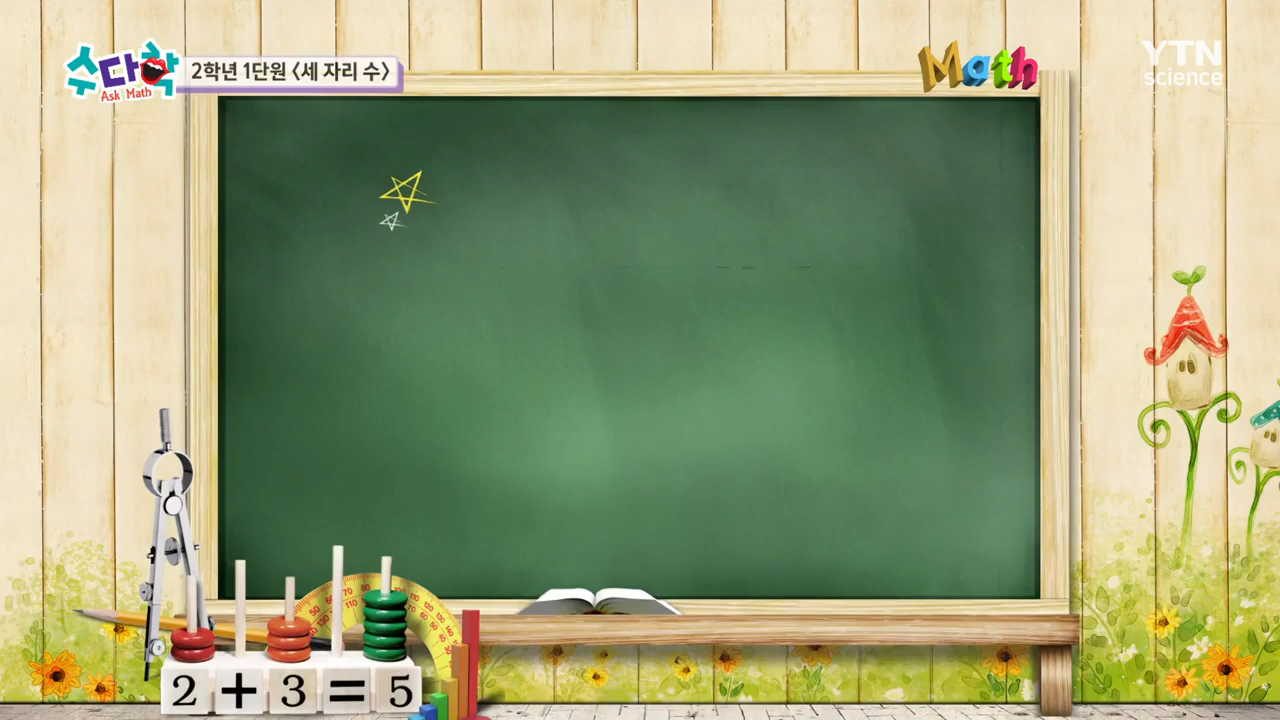 수다학
Ask Math
2학년 1단원 <세 자리 수>
Math
YTN
science
2 + 3 = 5